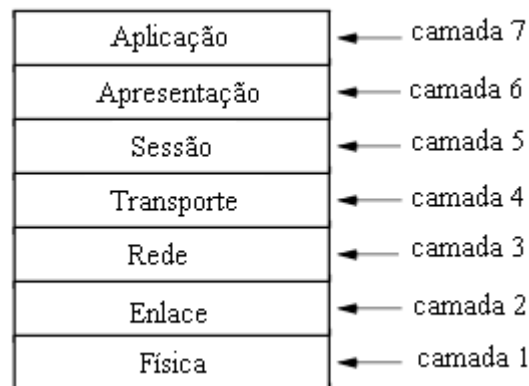 Aplicação camada 7
Apresentação camada 6
Sessão camada 5
Transporte camada 4
Rede camada 3
Enlace camada 2
Física camada 1